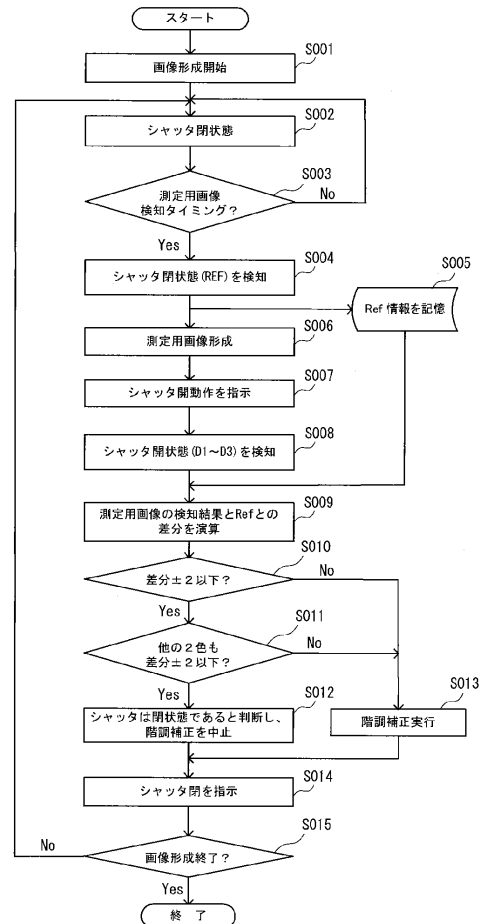 スタート
S001
画像形成開始
S002
シャッタ閉状態
S003
測定用画像
検知タイミング?
No
Yes
S004
シャッタ閉状態(REF)を検知
S005
Ref 情報を記憶
S006
測定用画像形成
S007
シャッタ開動作を指示
S008
シャッタ閉状態(D1~D3)を検知
S009
測定用画像の検知結果とRefとの
差分を演算
S010
差分±2以下?
No
Yes
S011
他の2色も
差分±2以下?
No
Yes
S012
シャッタは閉状態であると判断し、
階調補正を中止
S013
階調補正実行
S014
シャッタ閉を指示
S015
画像形成終了?
No
Yes
終 了